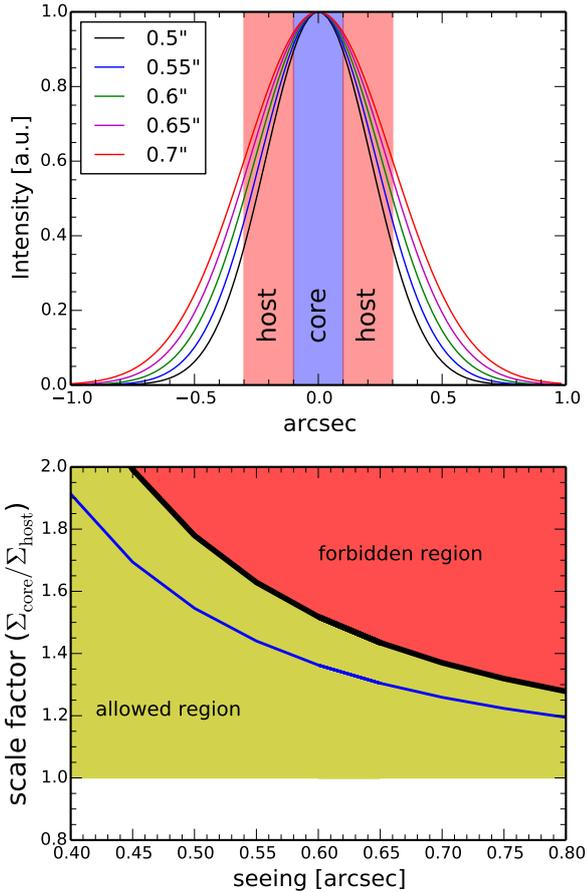 1.0
0.8
0.6
0.4
0.2
0.0
Intensity [a.u.]
0.5"
0.55"
0.6"
0.65"
0.7"
host
core
host
−1.0 −0.5 0.0 0.5 1.0
arcsec
2.0
1.8
1.6
1.4
1.2
1.0
0.8
scale factor (Σcore/Σhost)
forbidden region
allowed region
0.40 0.45 0.50 0.55 0.60 0.65 0.70 0.75 0.80
seeing [arcsec]